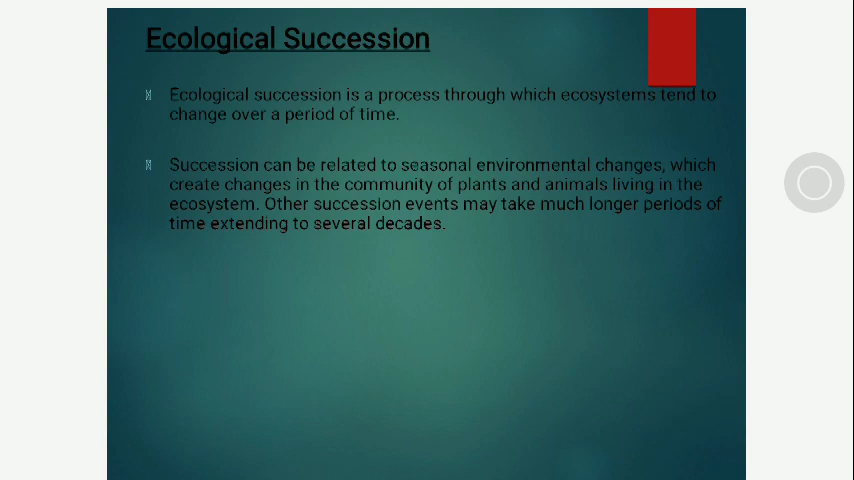 Ecological Succession
Ecological succession is a process through which ecosystems tend to
change over a period of time.
Succession can be related to seasonal environmental changes, which
create changes in the community of plants and animals living in the
ecosystem. Other succession events may take much longer periods of
time extending to several decades.